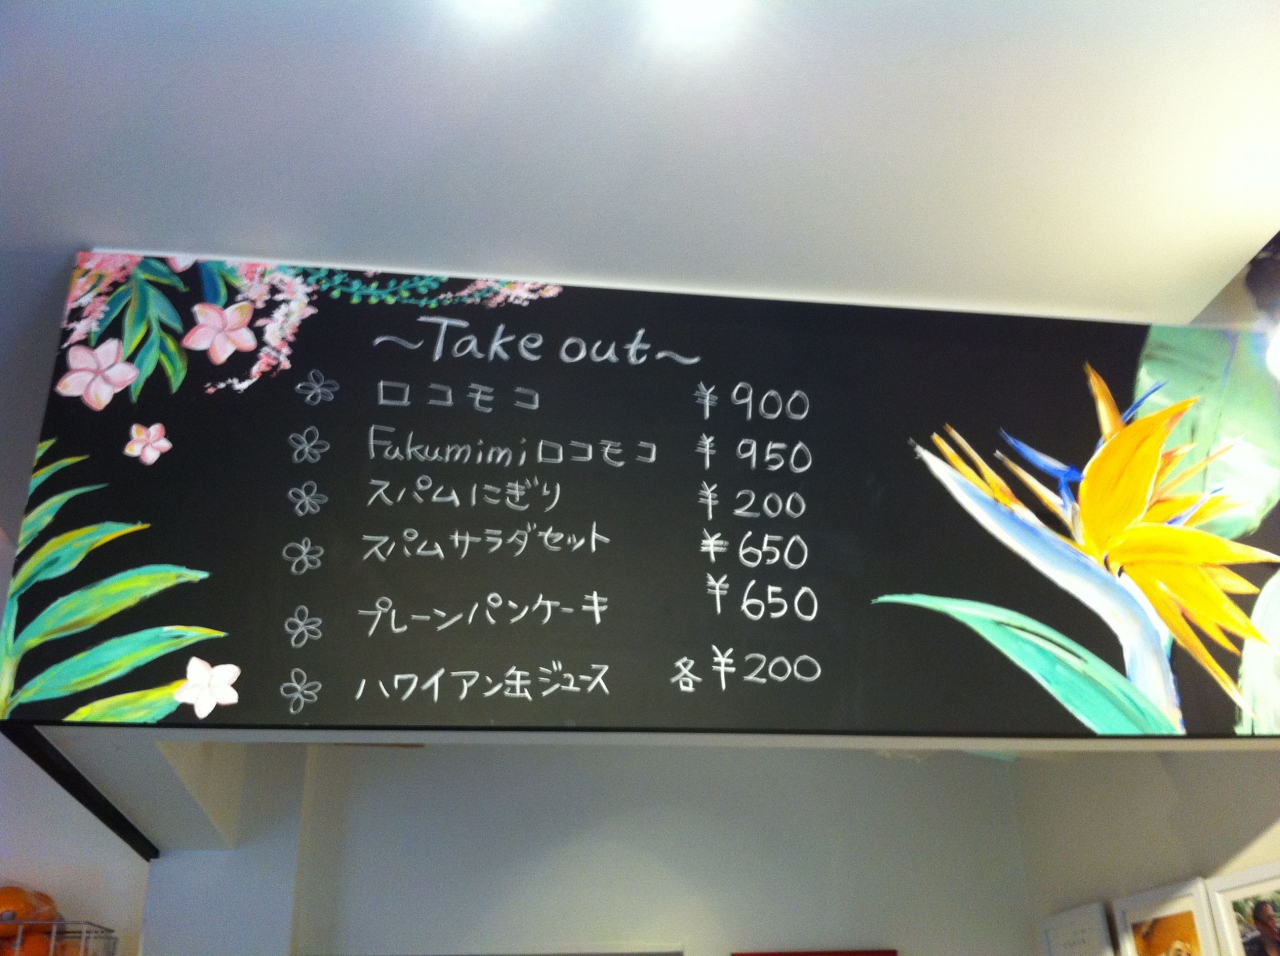 ～Take out～
ロコモコ ¥900
Fukumimiロコモコ ¥950
スパムにぎり ¥200
スパムサラダセット ¥650
プレーンパンケーキ ¥650
ハワイアン缶ジュース 各¥200